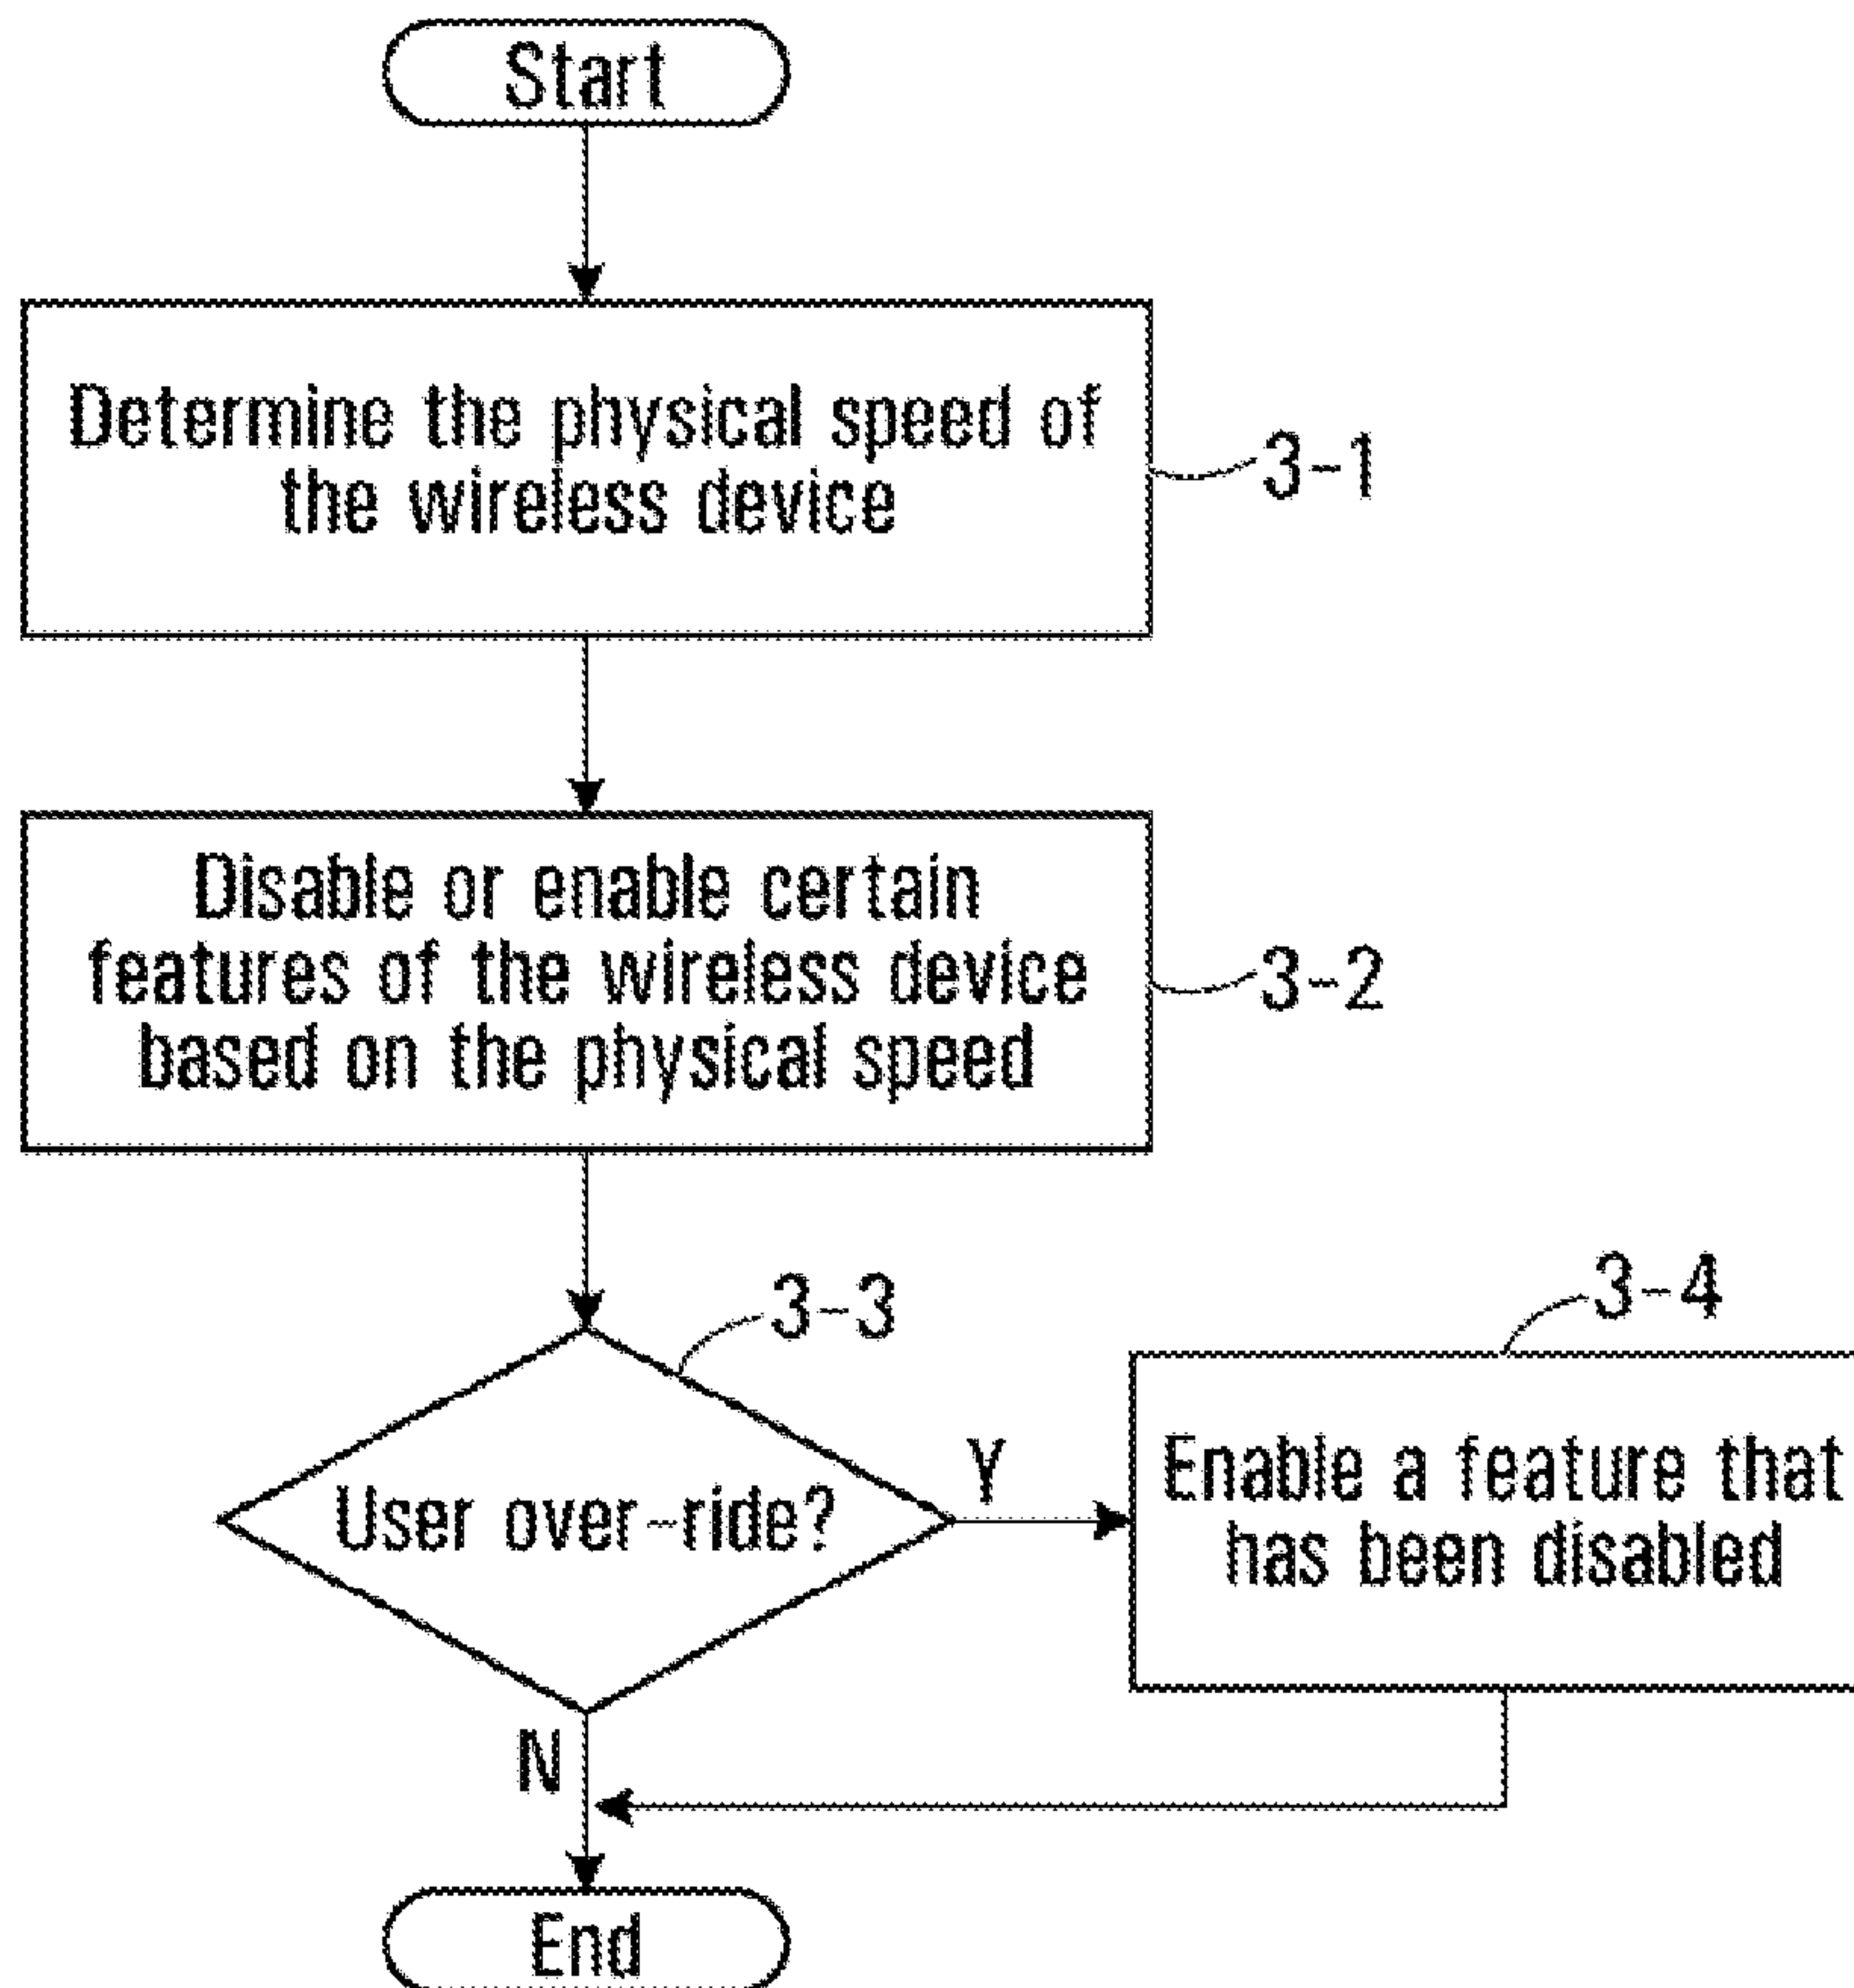 Start
Determine the physical speed of
the wireless device
3-1
Disable or enable certain
features of the wireless device
based on the physical speed
3-2
3-3
User over-ride?
Y
3-4
Enable a feature that
has been disabled
N
End